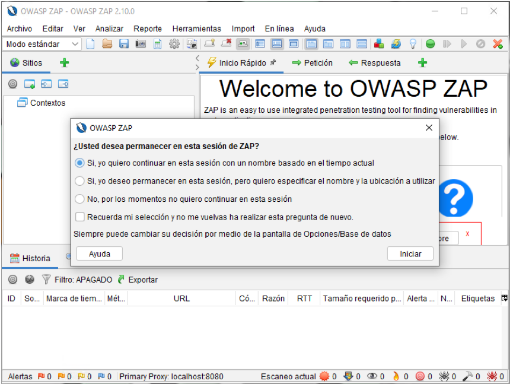 OWASP ZAP - OWASP ZAP 2.10.0
Archivo Editar Ver Analizar Reporte Herramientas Import En línea Ayuda
Modo estándar
Sitios
Inicio Rápido Petición Respuesta
Contextos
Welcome to OWASP ZAP
ZAP is an easy to use integrated penetration testing tool for finding vulnerabilities in
elow.
OWASP ZAP
¿Usted desea permanecer en esta sesión de ZAP?
Si, yo quiero continuar en esta sesión con un nombre basado en el tiempo actual
Si, yo deseo permanecer en esta sesión, pero quiero especificar el nombre y la ubicación a utilizar
No, por los momentos no quiero continuar en esta sesión
Recuerda mi selección y no me vuelvas ha realizar esta pregunta de nuevo.
Siempre puede cambiar su decisión por medio de la pantalla de Opciones/Base de datos
Ayuda Iniciar
bre x
Historia
Filtro: APAGADO Exportar
ID So... Marca de tiem... Mét... URL Có... Razón RTT Tamaño requerido p... Alerta ... N... Etiquetas
Alertas 0 0 0 0 Primary Proxy: localhost:8080 Escaneo actual 0 0 0 0 0 0 0 0